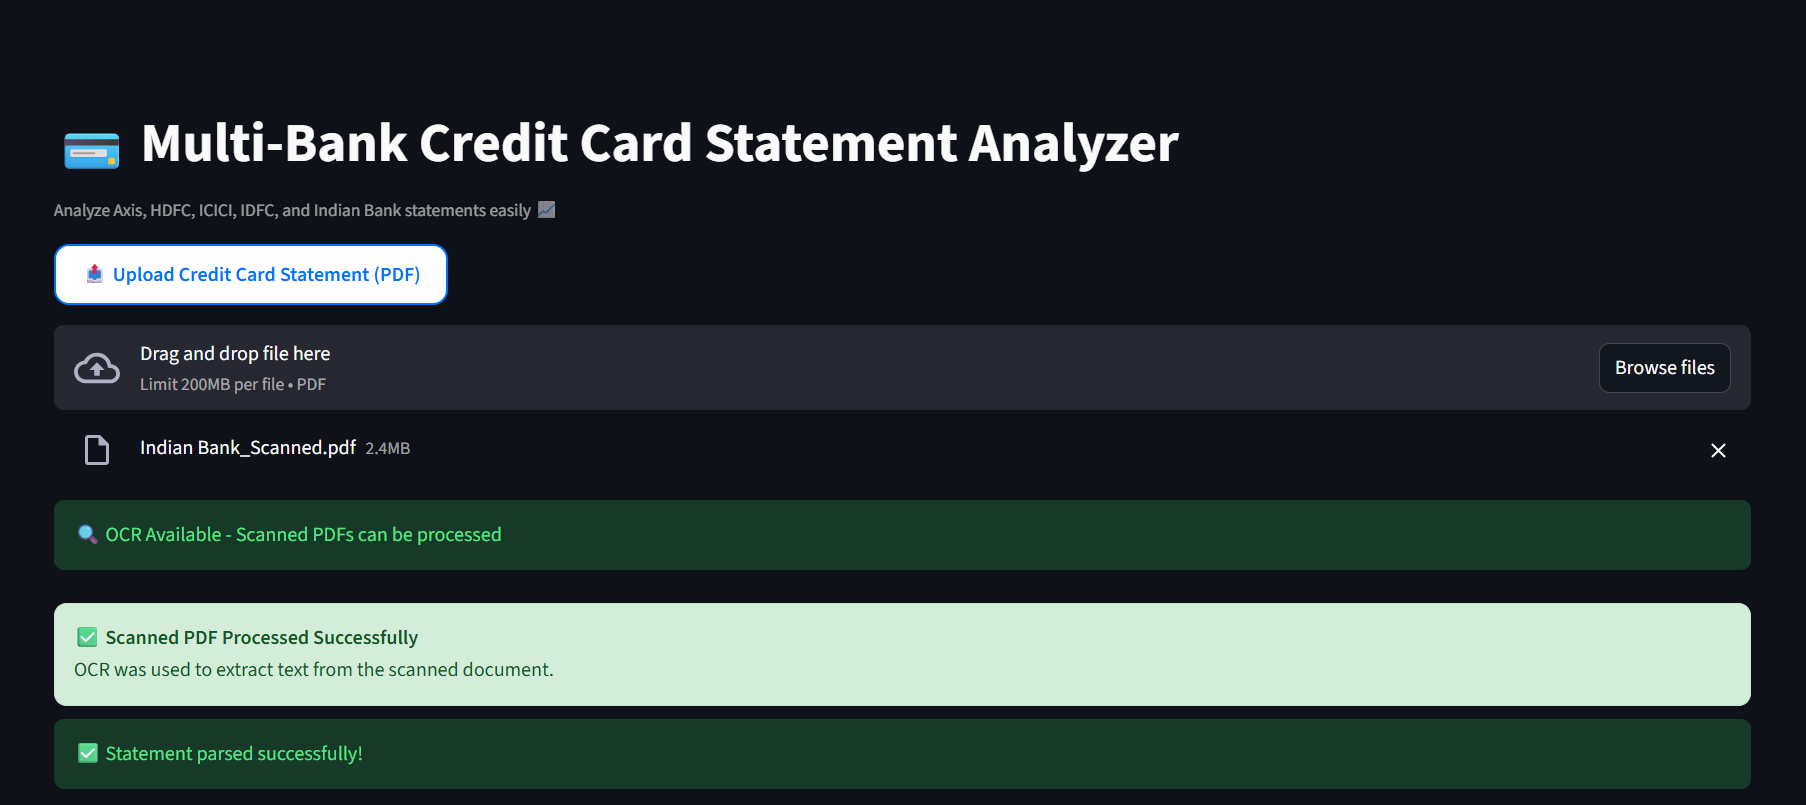 Multi-Bank Credit Card Statement Analyzer
Analyze Axis, HDFC, ICICI, IDFC, and Indian Bank statements easily
Upload Credit Card Statement (PDF)
Drag and drop file here
Limit 200MB per file • PDF
Browse files
Indian Bank_Scanned.pdf 2.4MB
OCR Available - Scanned PDFs can be processed
Scanned PDF Processed Successfully
OCR was used to extract text from the scanned document.
Statement parsed successfully!